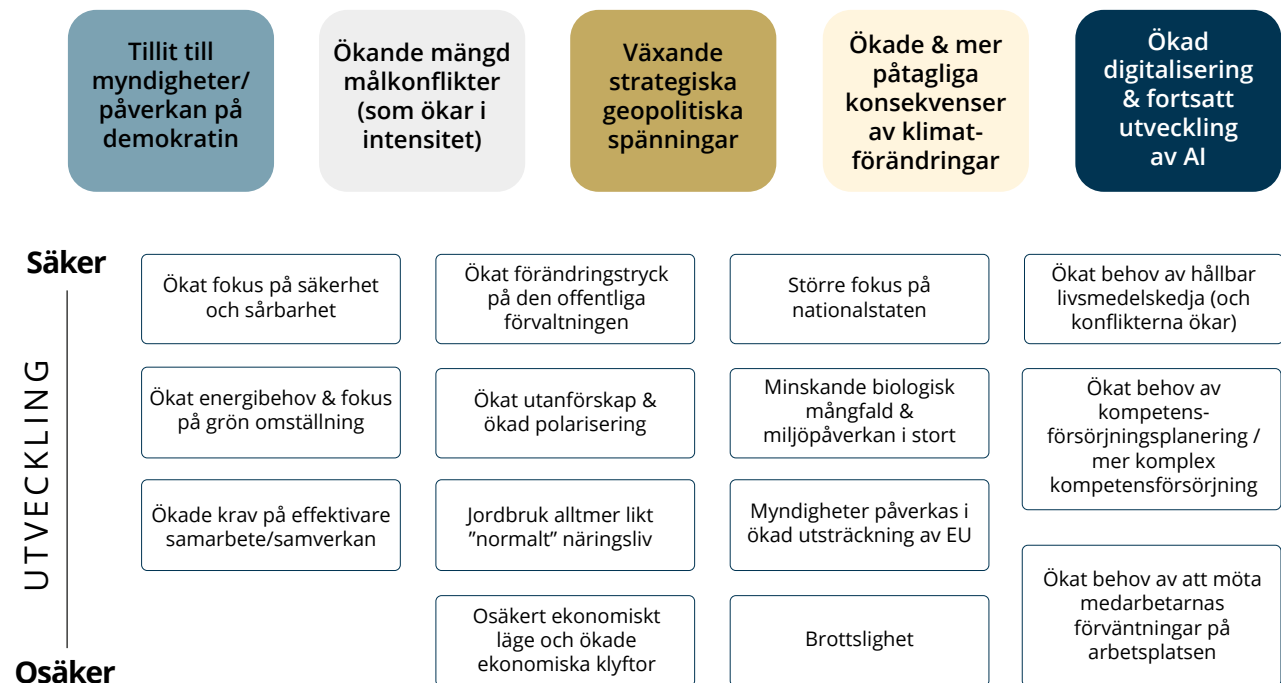 Tillit till
myndigheter/
påverkan på
demokratin
Ökande mängd
målkonflikter
(som ökar i
intensitet)
Växande
strategiska
geopolitiska
spänningar
Ökade & mer
påtagliga
konsekvenser
av klimat-
förändringar
Ökad
digitalisering
& fortsatt
utveckling
av AI
Säker
UTVECKLING
Osäker
Ökat fokus på säkerhet
och sårbarhet
Ökat förändringstryck
på den offentliga
förvaltningen
Större fokus på
nationalstaten
Ökat behov av hållbar
livsmedelskedja (och
konflikterna ökar)
Ökat energibehov & fokus
på grön omställning
Ökat utanförskap &
ökad polarisering
Minskande biologisk
mångfald &
miljöpåverkan i stort
Ökat behov av
kompetens-
försörjningsplanering /
mer komplex
kompetensförsörjning
Ökade krav på effektivare
samarbete/samverkan
Jordbruk alltmer likt
”normalt” näringsliv
Myndigheter påverkas i
ökad utsträckning av EU
Ökat behov av att möta
medarbetarnas
förväntningar på
arbetsplatsen
Osäkert ekonomiskt
läge och ökade
ekonomiska klyftor
Brottslighet